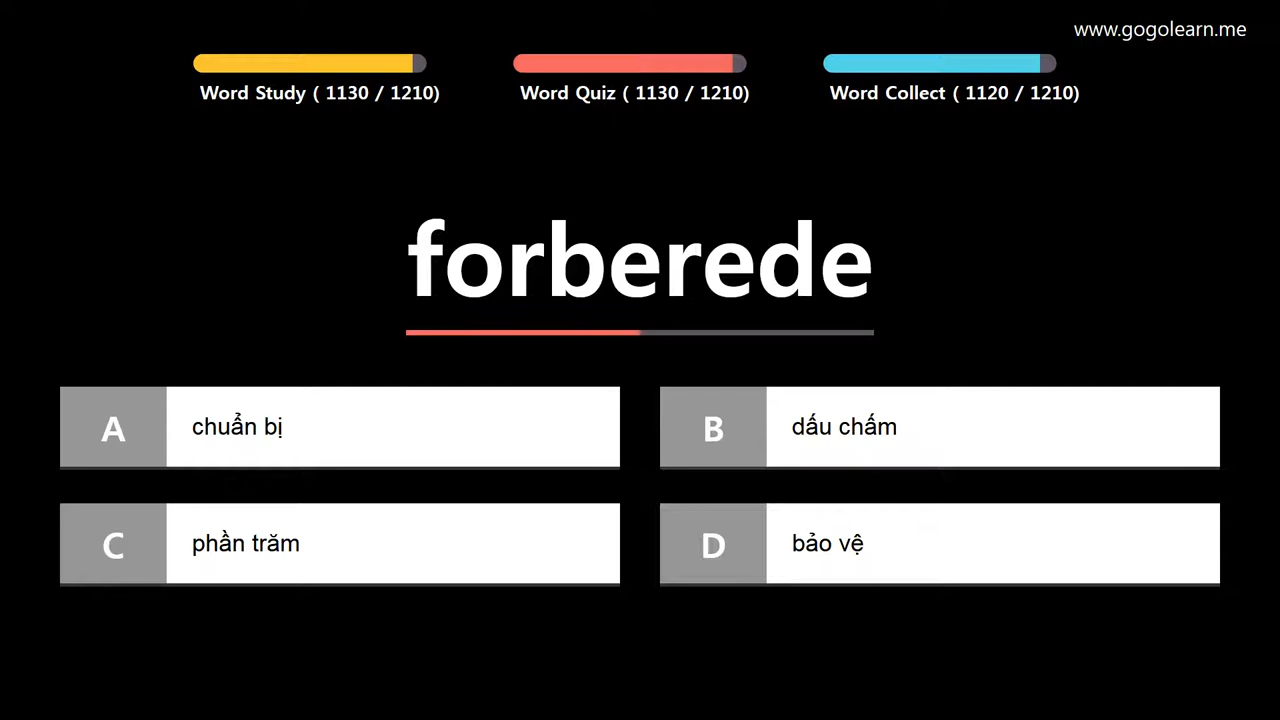 www.gogolearn.me
Word Study ( 1130 / 1210)
Word Quiz ( 1130 / 1210)
Word Collect ( 1120 / 1210)
forberede
A chuẩn bị
B dấu chấm
C phần trăm
D bảo vệ